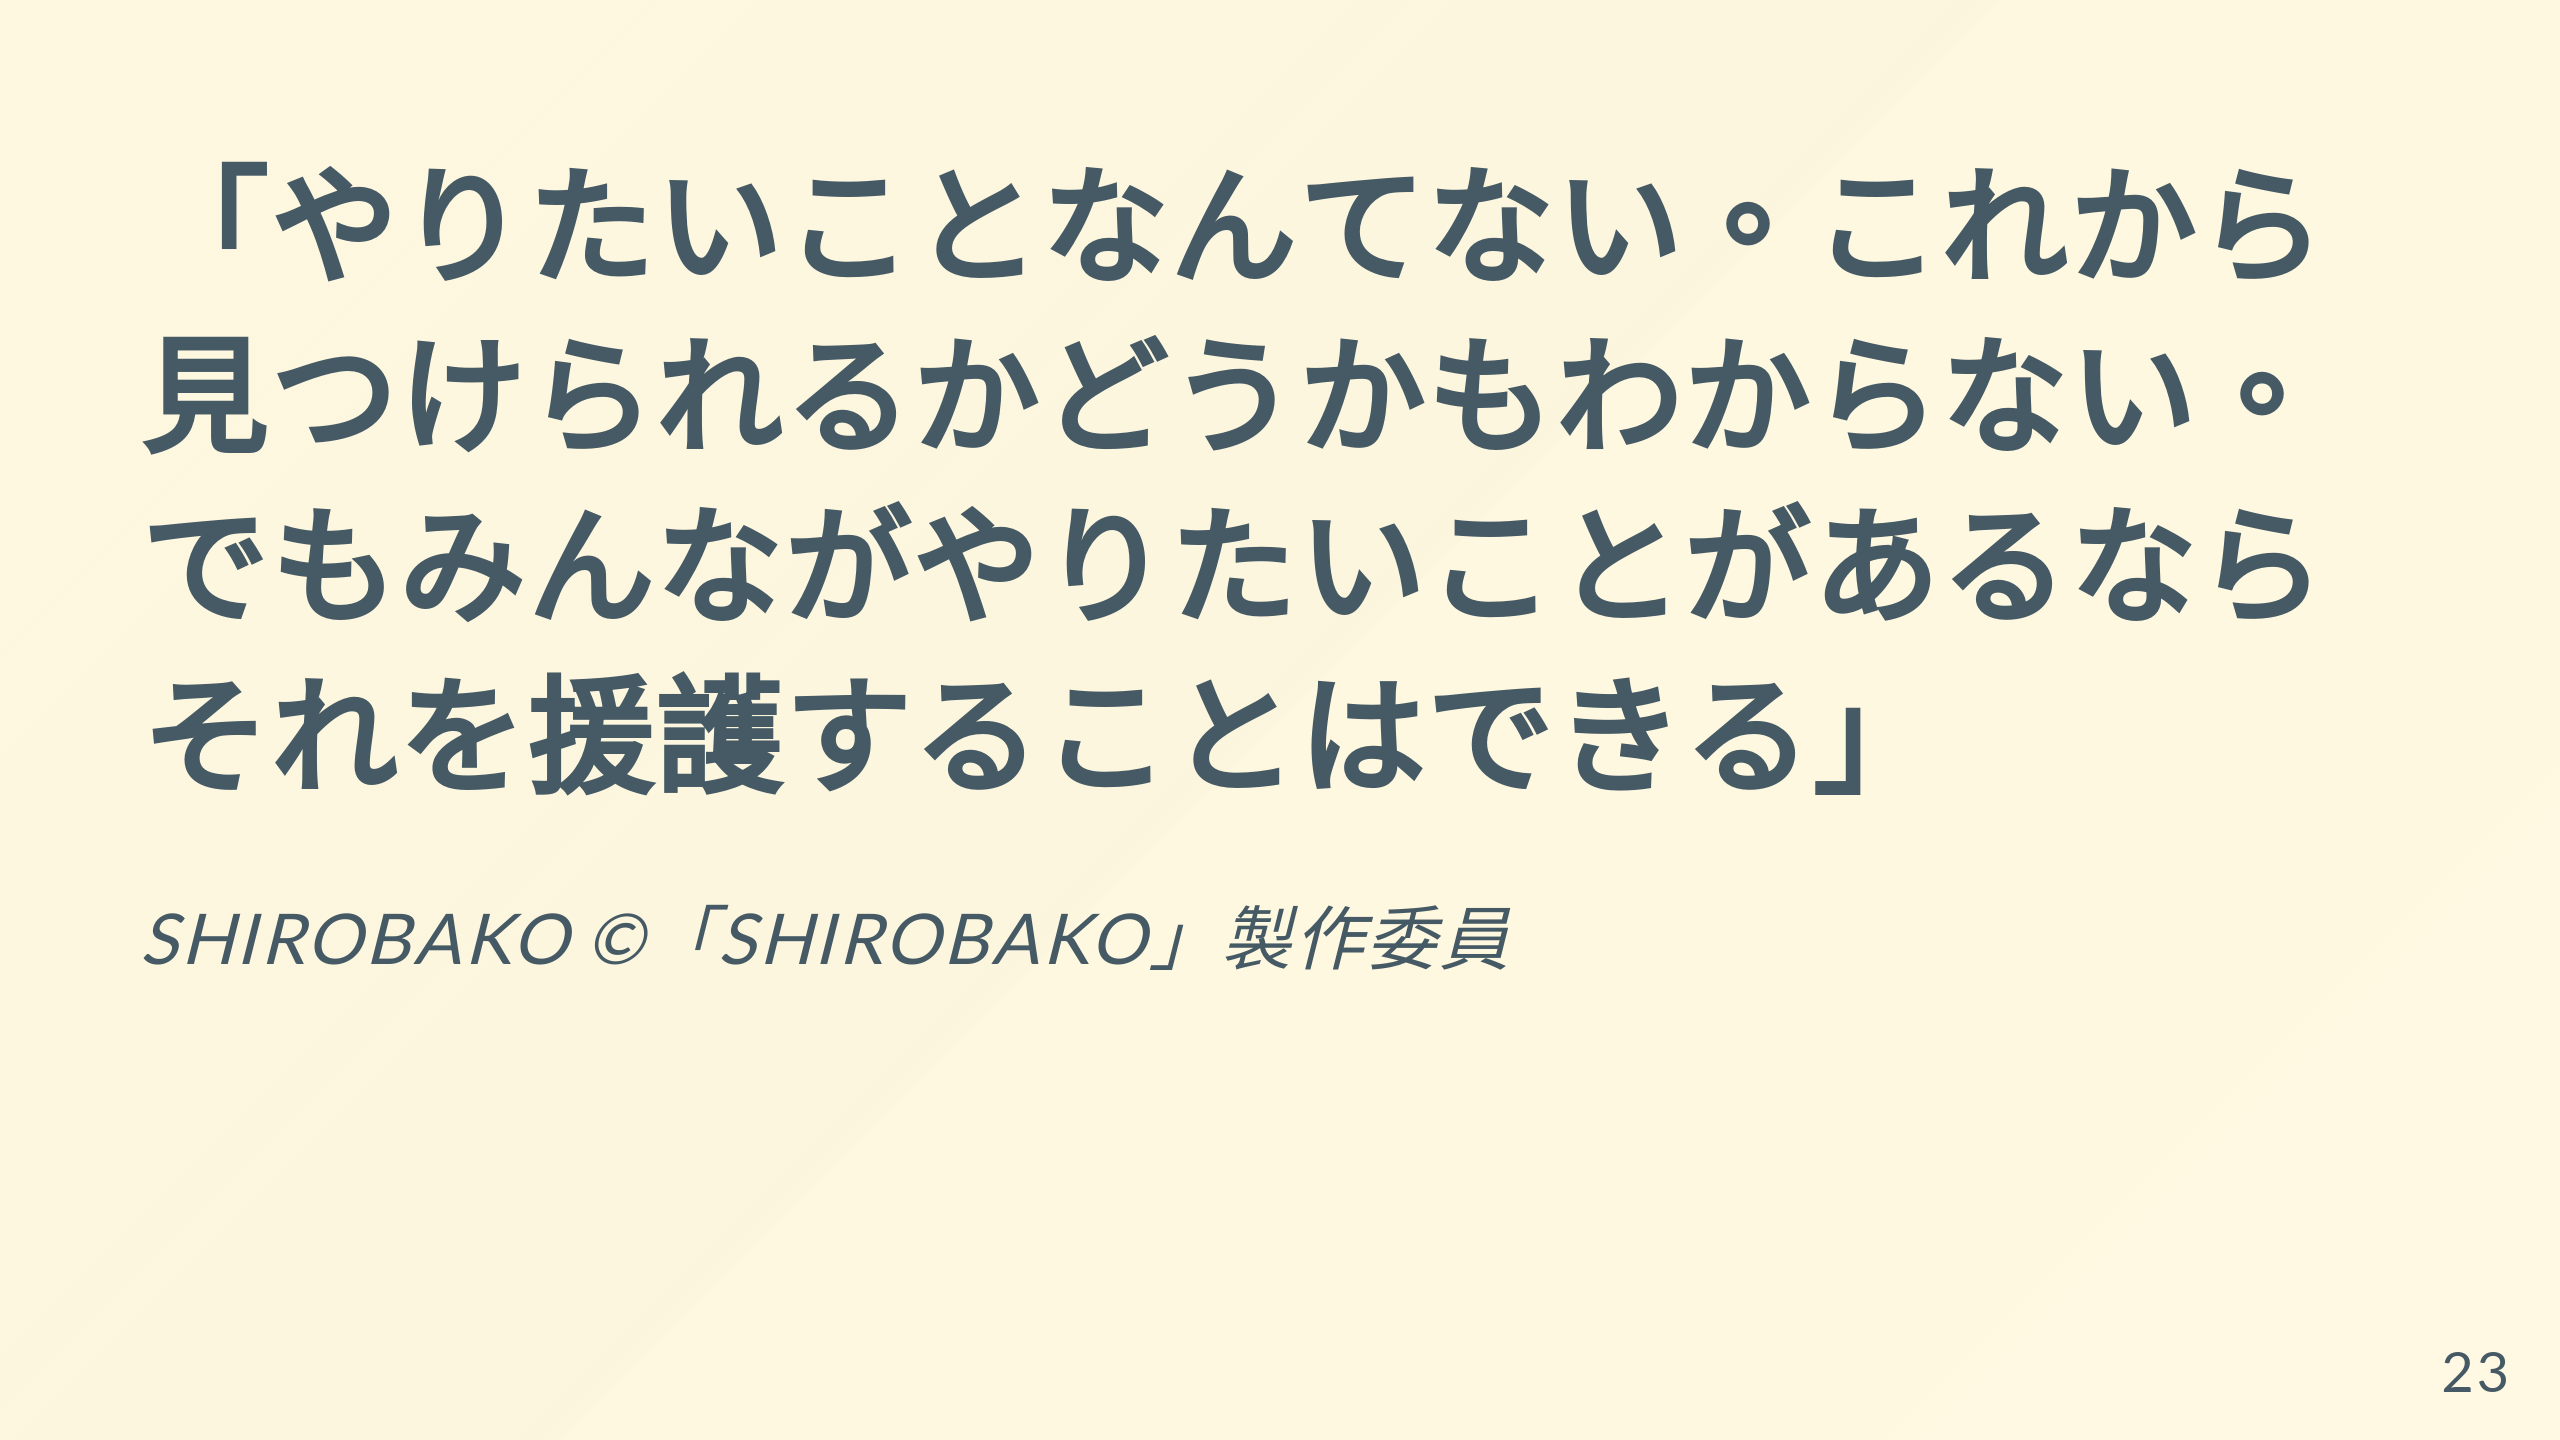 「やりたいことなんてない。これから
見つけられるかどうかもわからない。
でもみんながやりたいことがあるなら
それを援護することはできる」
SHIROBAKO ©「SHIROBAKO」製作委員
23